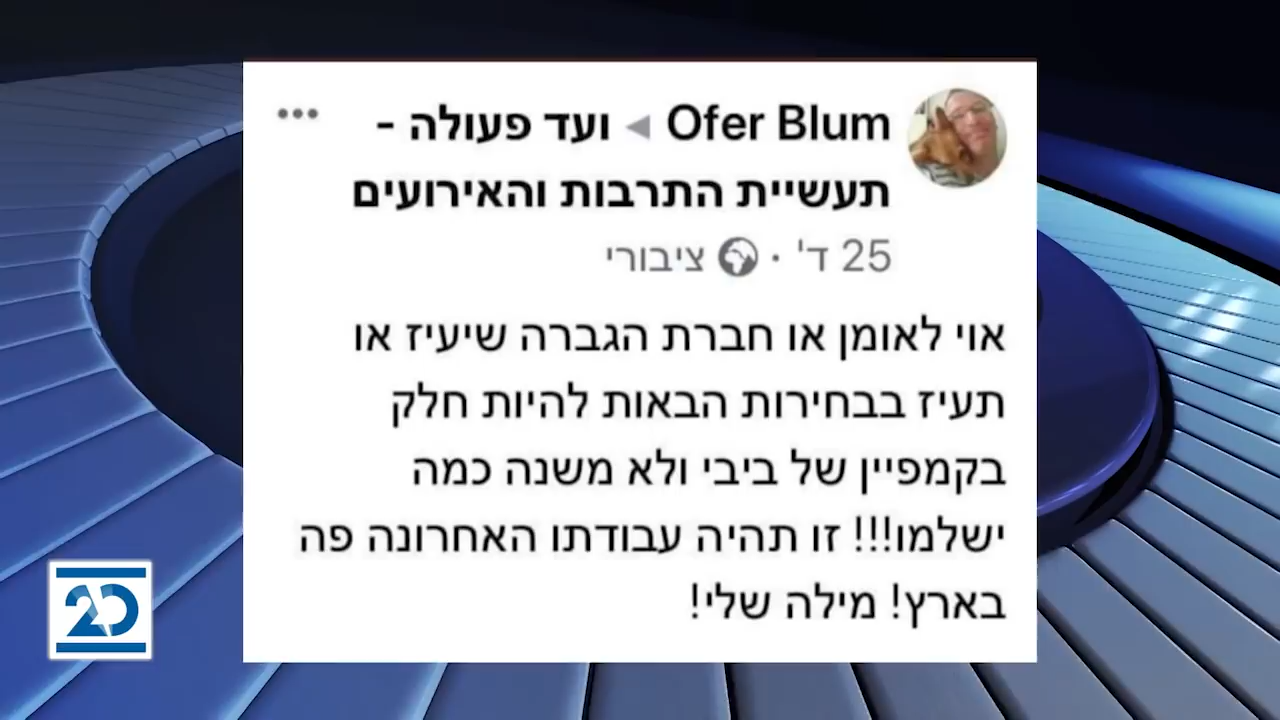 Ofer Blum ◂ ועד פעולה -
תעשיית התרבות והאירועים
25 ד' · ציבורי
אוי לאומן או חברת הגברה שיעיז או
תעיז בבחירות הבאות להיות חלק
בקמפיין של ביבי ולא משנה כמה
ישלמו!!! זו תהיה עבודתו האחרונה פה
בארץ! מילה שלי!
20